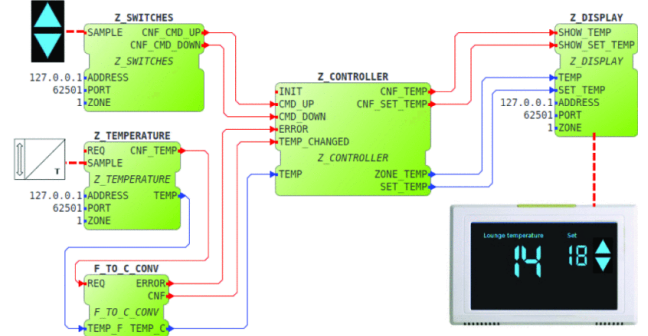 Z_SWITCHES
SAMPLE CNF_CMD_UP
CNF_CMD_DOWN
Z_SWITCHES
127.0.0.1 ADDRESS
62501 PORT
1 ZONE
Z_TEMPERATURE
REQ CNF_TEMP
SAMPLE
T
Z_TEMPERATURE
127.0.0.1 ADDRESS TEMP
62501 PORT
1 ZONE
F_TO_C_CONV
REQ ERROR
CNF
F_TO_C_CONV
TEMP_F TEMP_C
Z_CONTROLLER
INIT CNF_TEMP
CMD_UP CNF_SET_TEMP
CMD_DOWN
ERROR
TEMP_CHANGED
Z_CONTROLLER
TEMP ZONE_TEMP
SET_TEMP
Z_DISPLAY
SHOW_TEMP
SHOW_SET_TEMP
Z_DISPLAY
TEMP
SET_TEMP
127.0.0.1 ADDRESS
62501 PORT
1 ZONE
Lounge temperature Set
14 18